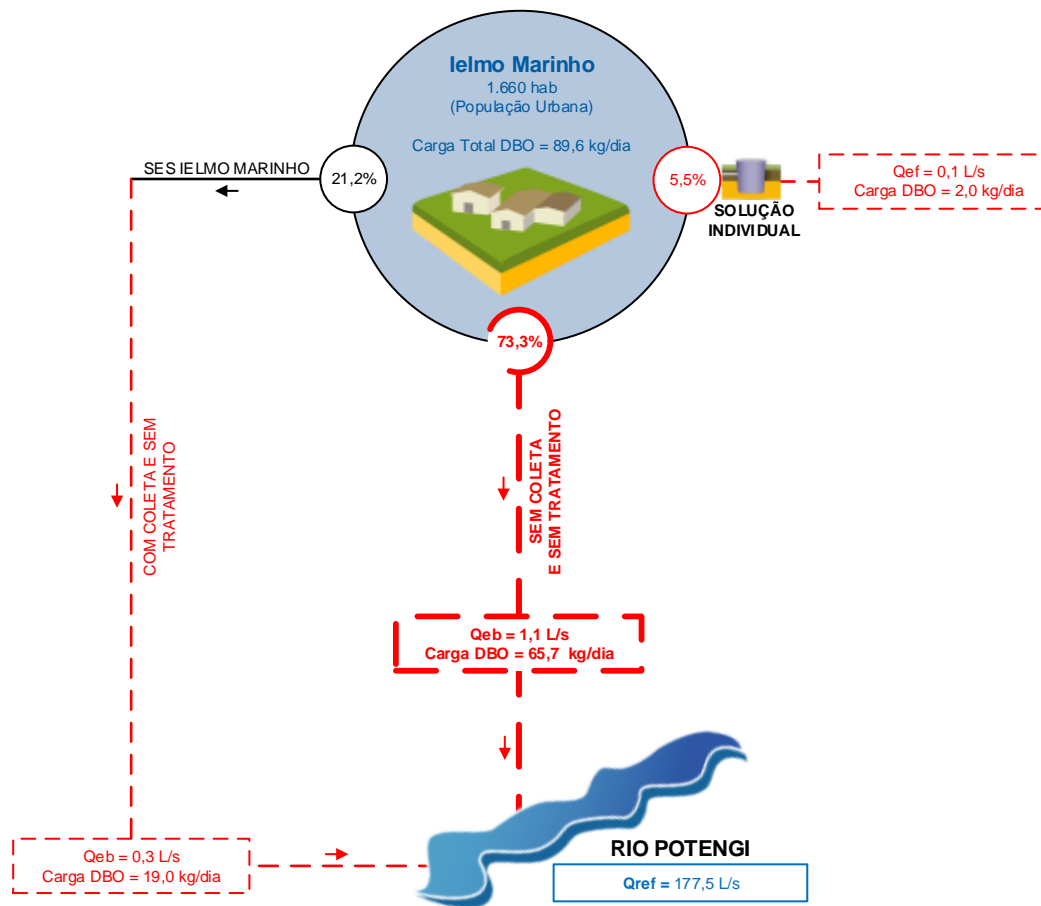 Ielmo Marinho
1.660 hab
(População Urbana)
Carga Total DBO = 89,6 kg/dia
SES IELMO MARINHO
21,2%
5,5%
SOLUÇÃO
INDIVIDUAL
Qef = 0,1 L/s
Carga DBO = 2,0 kg/dia
73,3%
COM COLETA E SEM
TRATAMENTO
SEM COLETA
E SEM TRATAMENTO
Qeb = 1,1 L/s
Carga DBO = 65,7 kg/dia
Qeb = 0,3 L/s
Carga DBO = 19,0 kg/dia
RIO POTENGI
Qref = 177,5 L/s